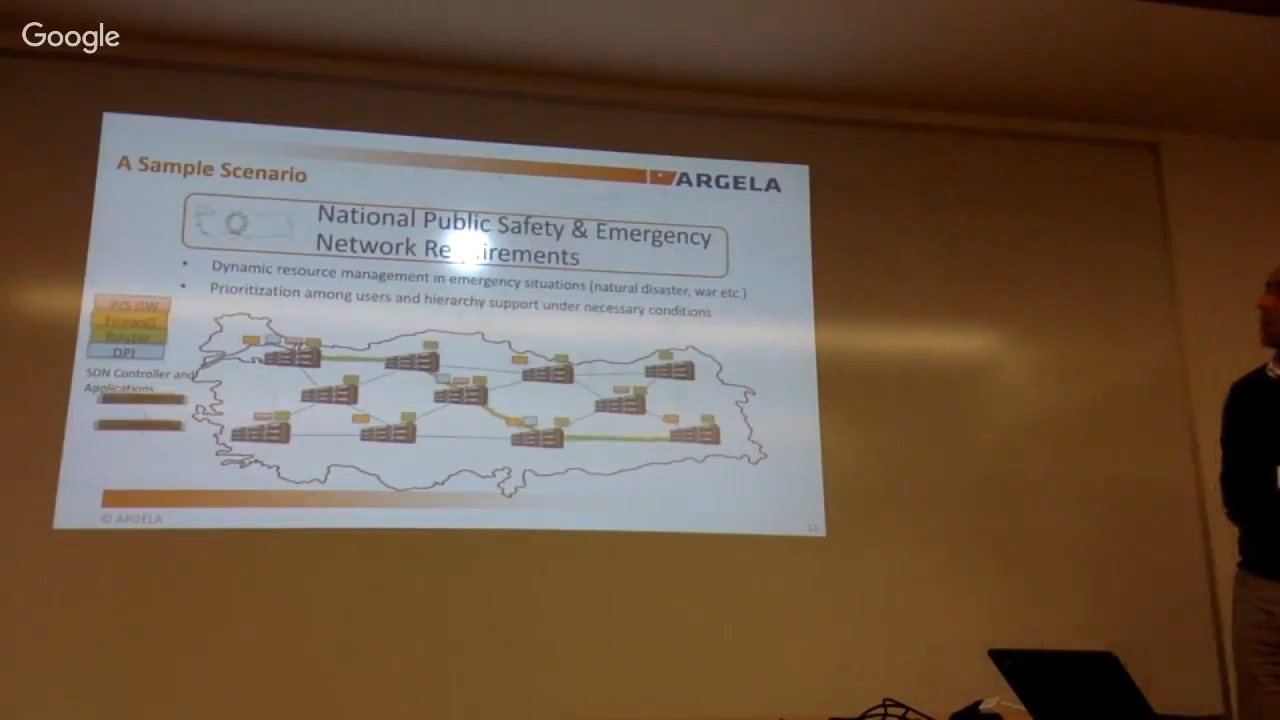 Google
A Sample Scenario
ARGELA
National Public Safety & Emergency
Network Requirements
• Dynamic resource management in emergency situations (natural disaster, war etc.)
• Prioritization among users and hierarchy support under necessary conditions
Firewall
Router
DPI
SDN Controller and
Applications
© ARGELA